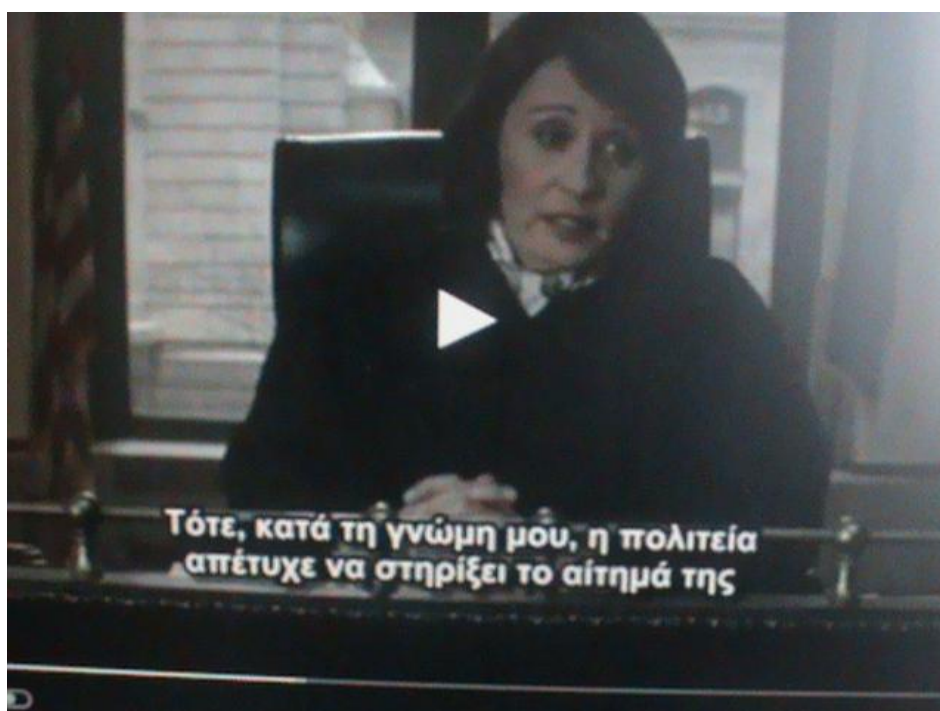 Τότε, κατά τη γνώμη μου, η πολιτεία
απέτυχε να στηρίξει το αίτημά της